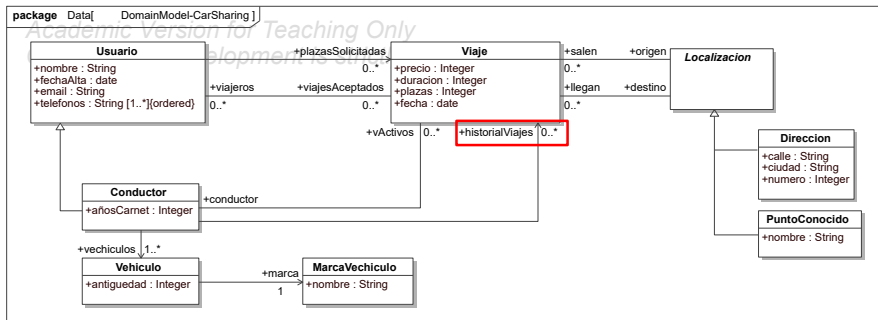 package Data[ DomainModel-CarSharing ]
Academic Version for Teaching Only
Usuario
+nombre : String
+fechaAlta : date
+email : String
+telefonos : String [1..*]{ordered}
+plazasSolicitadas
0..*
+viajeros
0..*
+viajesAceptados
0..*
Viaje
+precio : Integer
+duracion : Integer
+plazas : Integer
+fecha : date
+salen
0..*
+origen
+llegan
0..*
+destino
Localizacion
+vActivos
0..*
+historialViajes
0..*
Direccion
+calle : String
+ciudad : String
+numero : Integer
Conductor
+añosCarnet : Integer
+conductor
PuntoConocido
+nombre : String
+vechiculos
1..*
Vehiculo
+antiguedad : Integer
+marca
1
MarcaVechiculo
+nombre : String